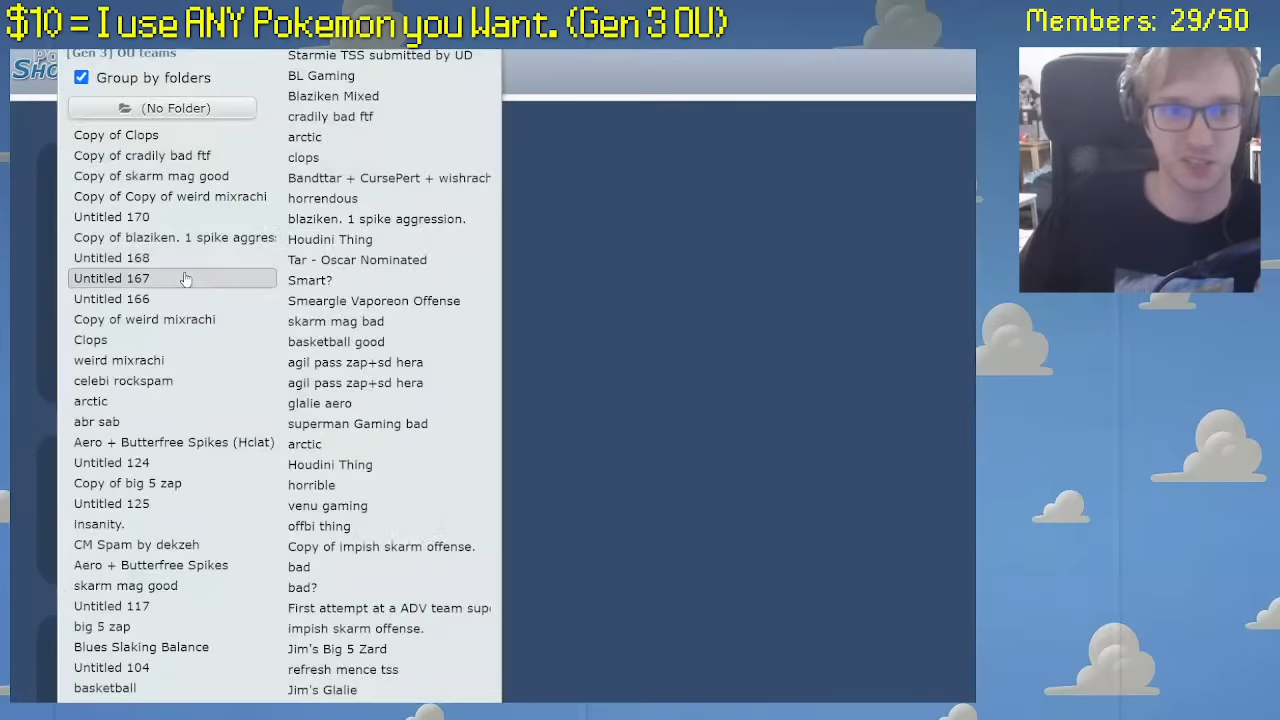 $10 = I use ANY Pokemon you Want. (Gen 3 OU)
Members: 29/50
[Gen 3] OU teams
Group by folders
(No Folder)
Copy of Clops
Copy of cradily bad ftf
Copy of skarm mag good
Copy of Copy of weird mixrachi
Untitled 170
Copy of blaziken. 1 spike aggres
Untitled 168
Untitled 167
Untitled 166
Copy of weird mixrachi
Clops
weird mixrachi
celebi rockspam
arctic
abr sab
Aero + Butterfree Spikes (Hclat)
Untitled 124
Copy of big 5 zap
Untitled 125
insanity.
CM Spam by dekzeh
Aero + Butterfree Spikes
skarm mag good
Untitled 117
big 5 zap
Blues Slaking Balance
Untitled 104
basketball
Starmie TSS submitted by UD
BL Gaming
Blaziken Mixed
cradily bad ftf
arctic
clops
Bandttar + CursePert + wishrach
horrendous
blaziken. 1 spike aggression.
Houdini Thing
Tar - Oscar Nominated
Smart?
Smeargle Vaporeon Offense
skarm mag bad
basketball good
agil pass zap+sd hera
agil pass zap+sd hera
glalie aero
superman Gaming bad
arctic
Houdini Thing
horrible
venu gaming
offbi thing
Copy of impish skarm offense.
bad
bad?
First attempt at a ADV team supe
impish skarm offense.
Jim's Big 5 Zard
refresh mence tss
Jim's Glalie